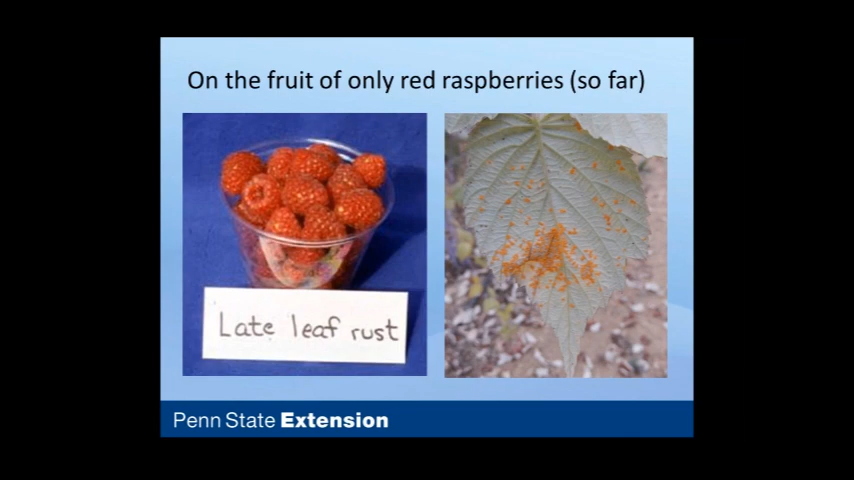 On the fruit of only red raspberries (so far)
Late leaf rust
Penn State Extension